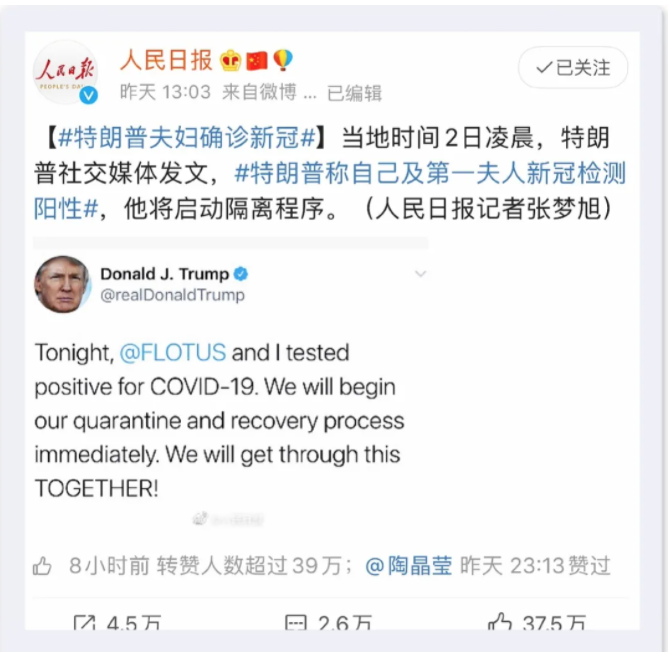 人民日报
PEOPLE'S DAILY
人民日报
已关注
昨天 13:03 来自微博 ... 已编辑
【#特朗普夫妇确诊新冠#】当地时间2日凌晨，特朗
普社交媒体发文，#特朗普称自己及第一夫人新冠检测
阳性#，他将启动隔离程序。（人民日报记者张梦旭）
Donald J. Trump
@realDonaldTrump
Tonight, @FLOTUS and I tested
positive for COVID-19. We will begin
our quarantine and recovery process
immediately. We will get through this
TOGETHER!
8小时前 转赞人数超过39万；@陶晶莹 昨天 23:13赞过
4.5万 2.6万 37.5万